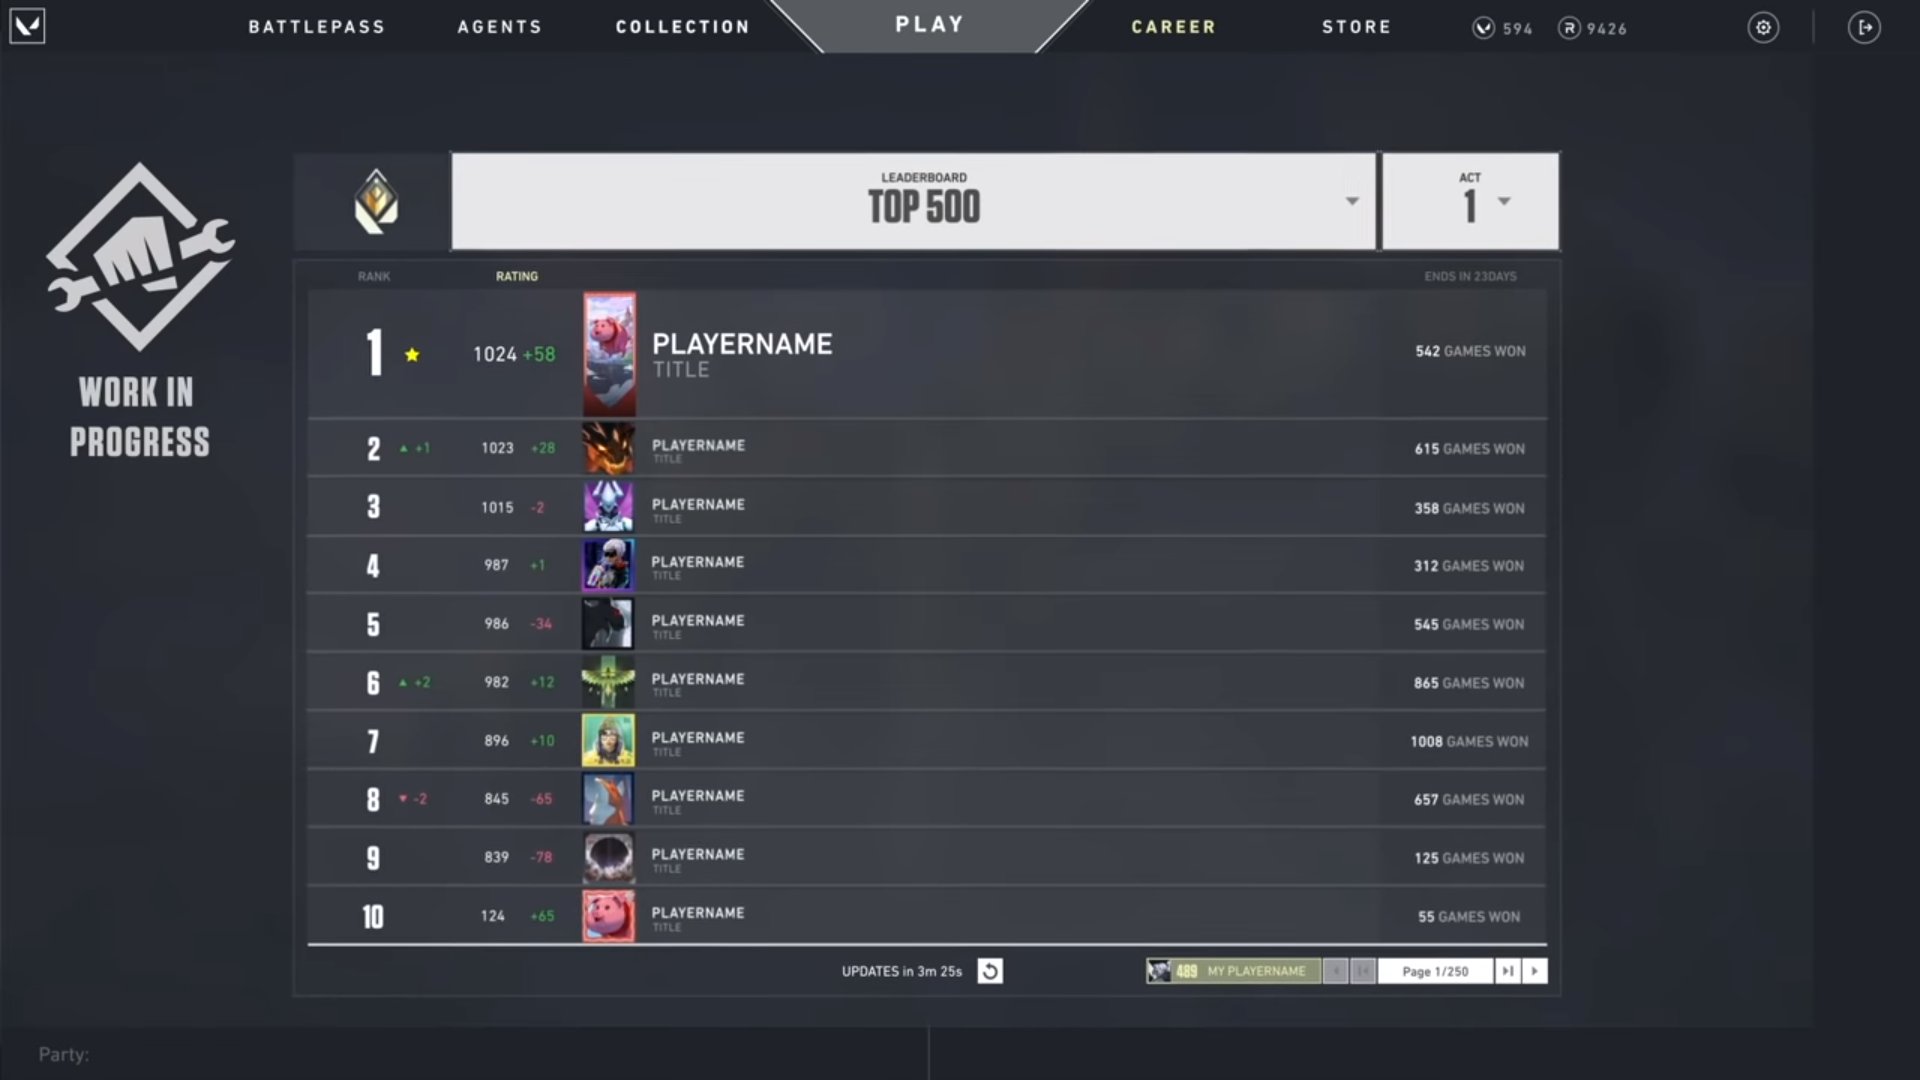 BATTLEPASS AGENTS COLLECTION PLAY CAREER STORE 594 R 9426
WORK IN
PROGRESS
LEADERBOARD
TOP 500
ACT
1
RANK RATING ENDS IN 23DAYS
1 1024 +58 PLAYERNAME
TITLE
542 GAMES WON
2 +1 1023 +28 PLAYERNAME
TITLE
615 GAMES WON
3 1015 -2 PLAYERNAME
TITLE
358 GAMES WON
4 987 +1 PLAYERNAME
TITLE
312 GAMES WON
5 986 -34 PLAYERNAME
TITLE
545 GAMES WON
6 +2 982 +12 PLAYERNAME
TITLE
865 GAMES WON
7 896 +10 PLAYERNAME
TITLE
1008 GAMES WON
8 -2 845 -65 PLAYERNAME
TITLE
657 GAMES WON
9 839 -78 PLAYERNAME
TITLE
125 GAMES WON
10 124 +65 PLAYERNAME
TITLE
55 GAMES WON
UPDATES in 3m 25s 489 MY PLAYERNAME Page 1/250
Party: